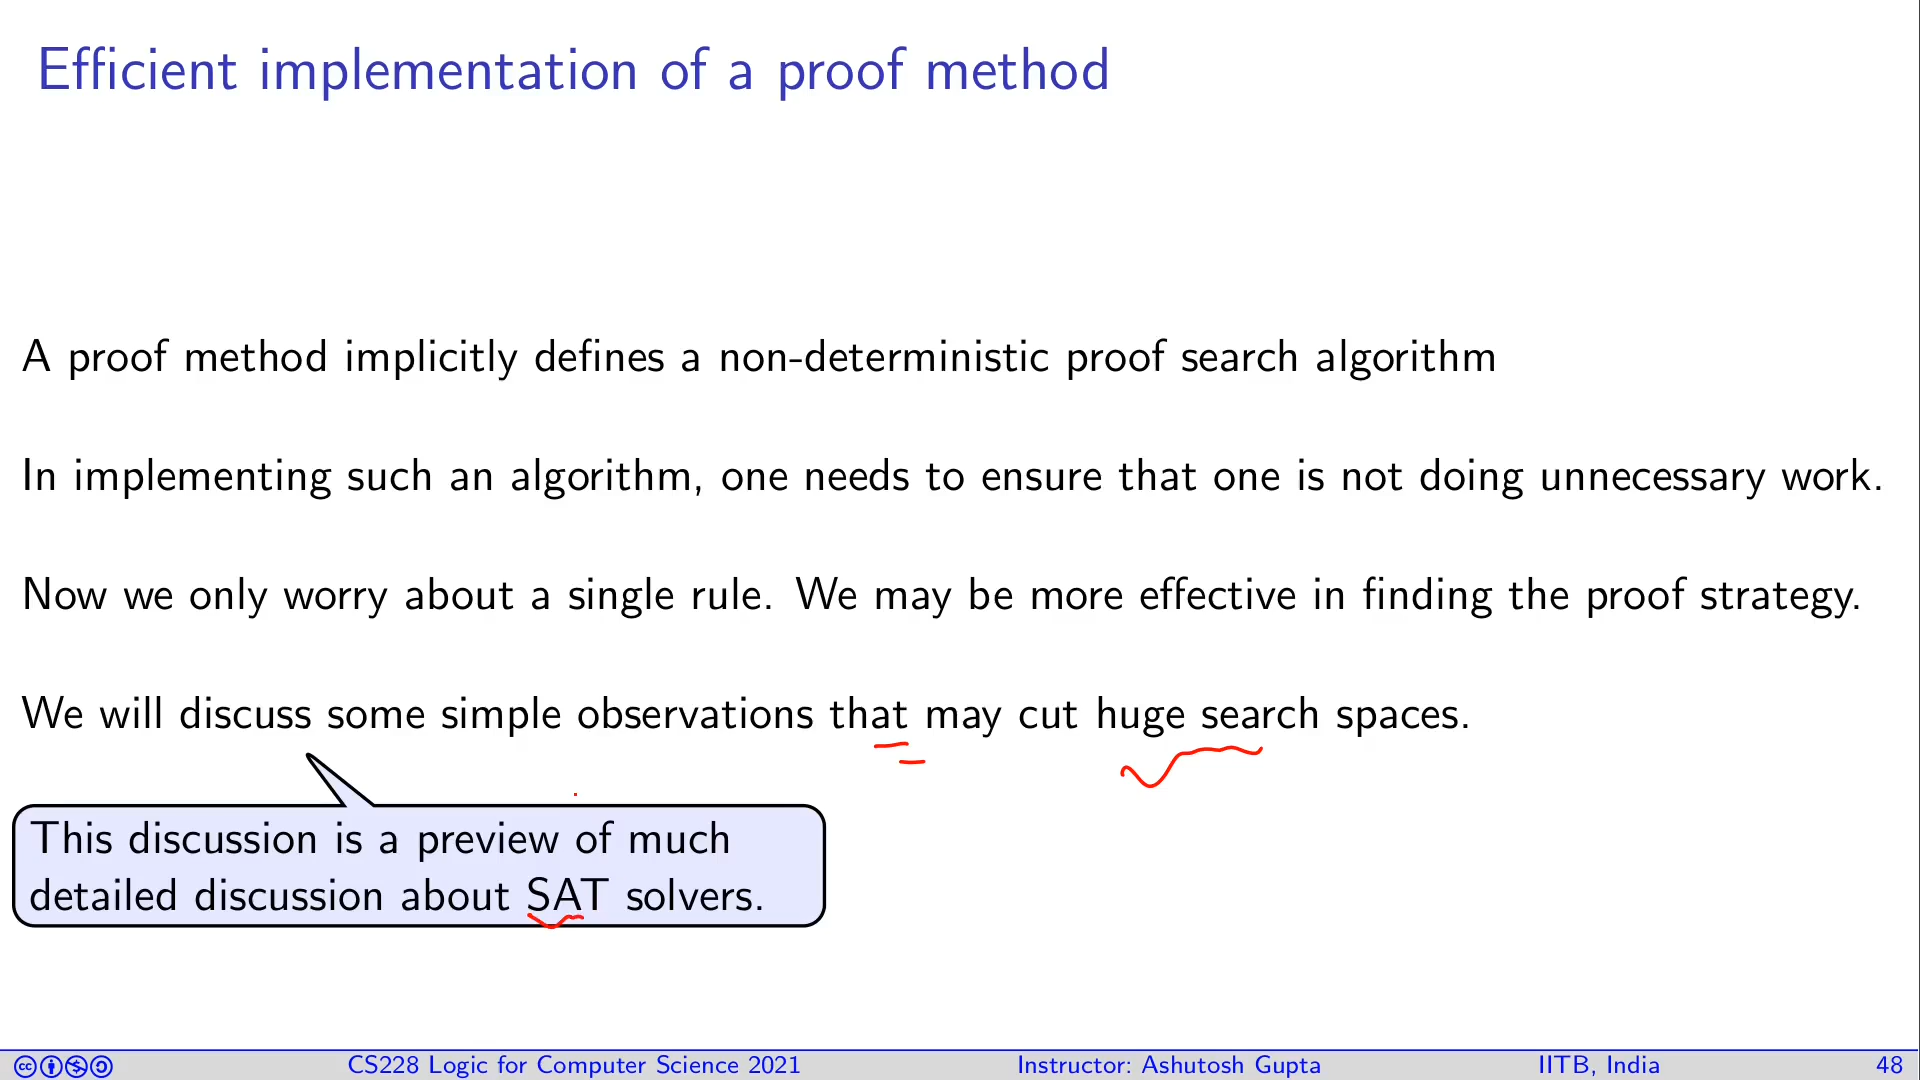 Efficient implementation of a proof method
A proof method implicitly defines a non-deterministic proof search algorithm
In implementing such an algorithm, one needs to ensure that one is not doing unnecessary work.
Now we only worry about a single rule. We may be more effective in finding the proof strategy.
We will discuss some simple observations that may cut huge search spaces.
This discussion is a preview of much
detailed discussion about SAT solvers.
CS228 Logic for Computer Science 2021 Instructor: Ashutosh Gupta IITB, India 48